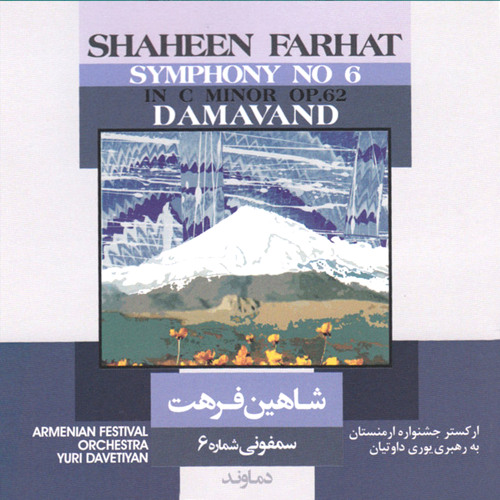 SHAHEEN FARHAT
SYMPHONY NO 6
IN C MINOR OP.62
DAMAVAND
شاهین فرهت
سمفونی شماره ۶
دماوند
ARMENIAN FESTIVAL
ORCHESTRA
YURI DAVETIYAN
ارکستر جشنواره ارمنستان
به رهبری یوری داوتیان